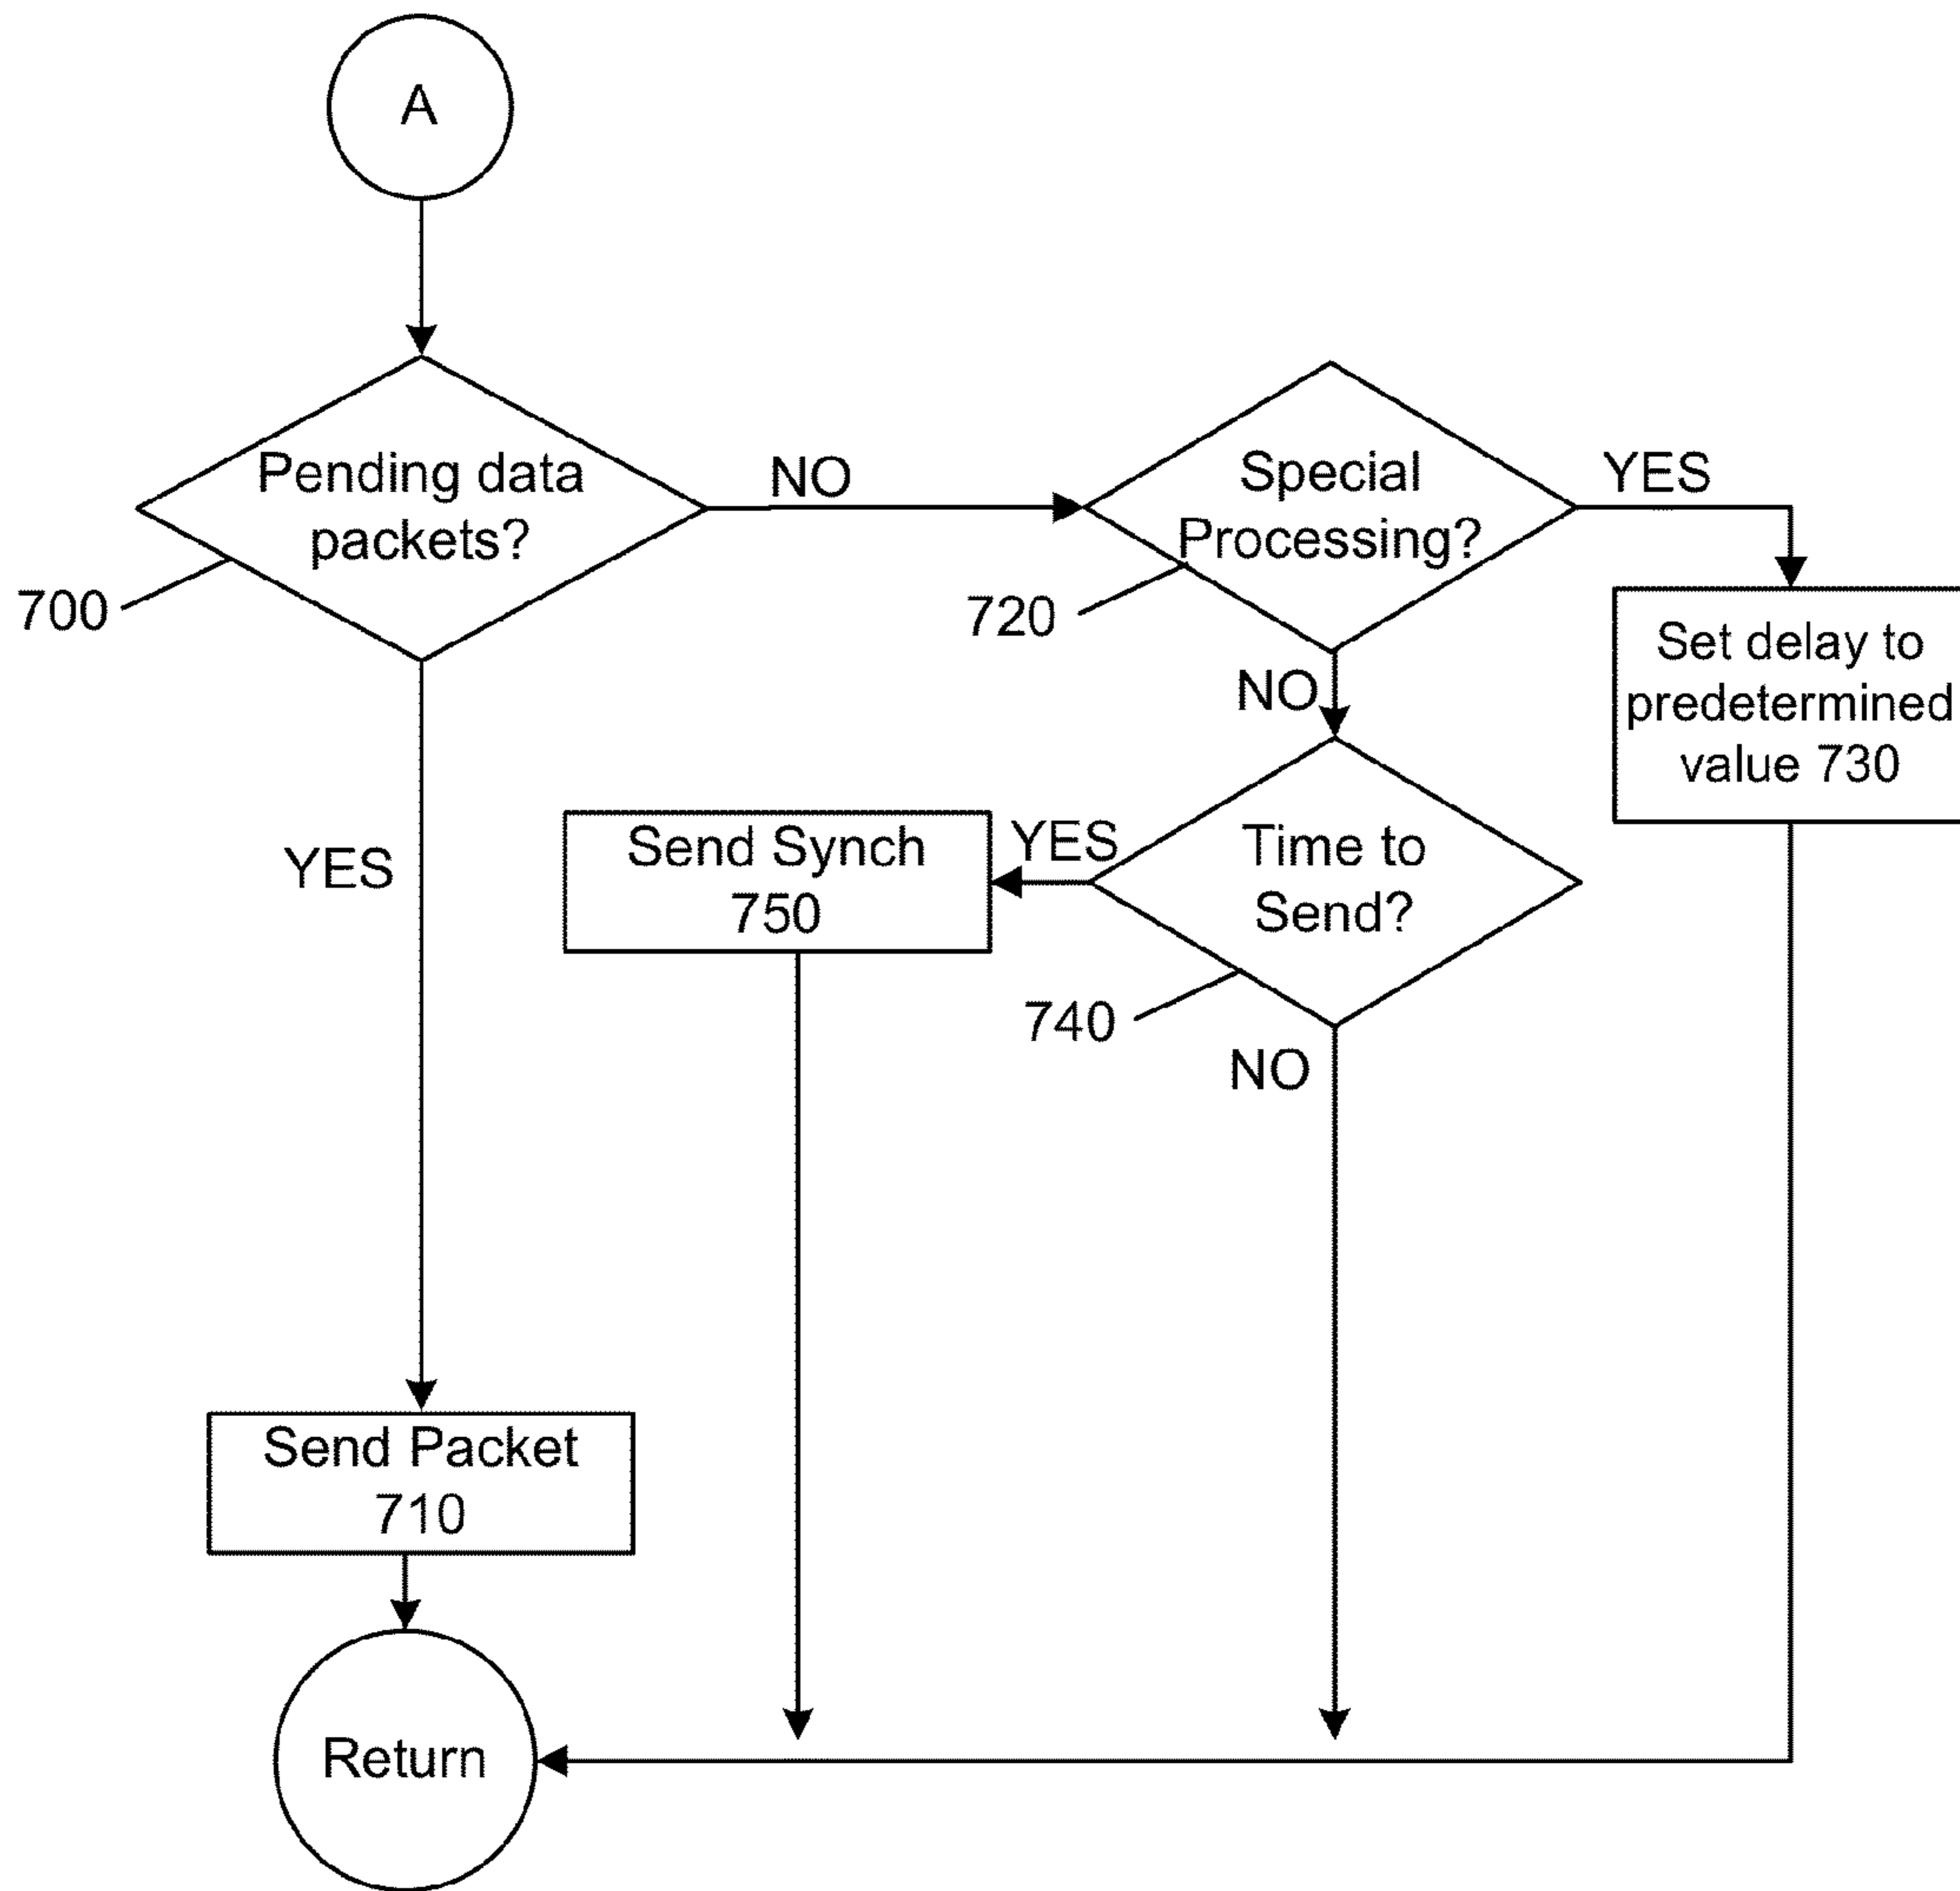 A
Pending data
packets?
700
NO
Special
Processing?
720
YES
Set delay to
predetermined
value 730
NO
Time to
Send?
740
YES
Send Synch
750
NO
YES
Send Packet
710
Return